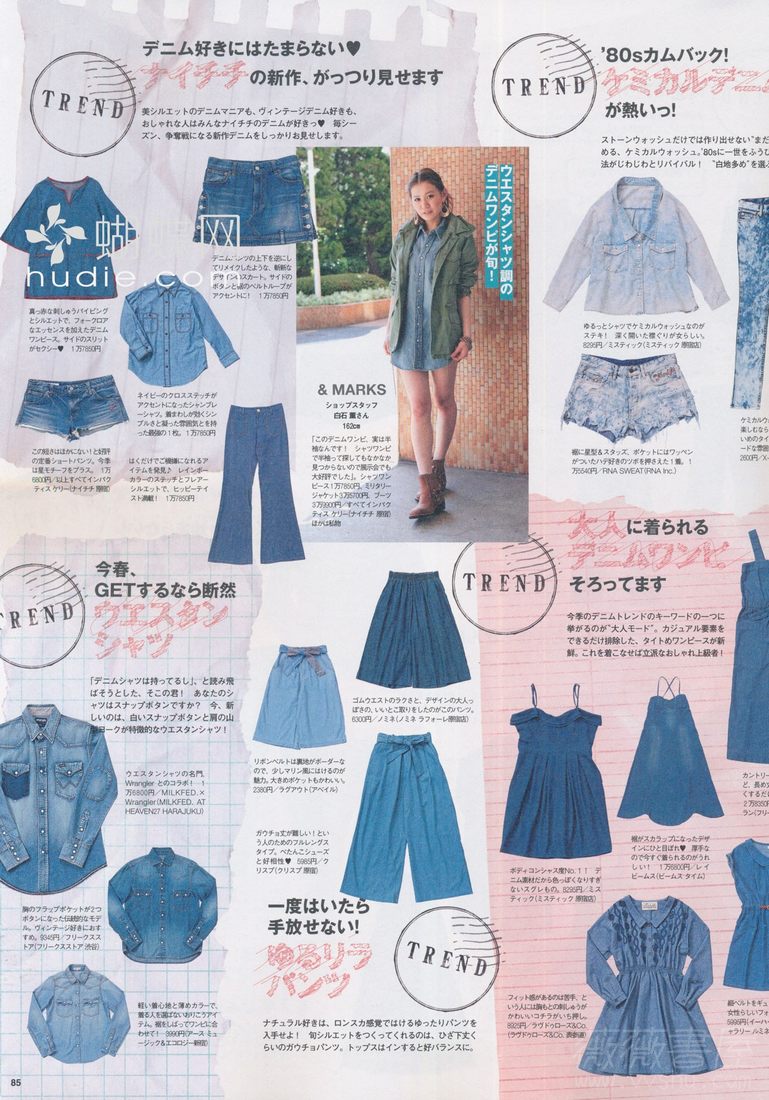 デニム好きにはたまらない♥
ナイチチの新作、がっつり見せます
TREND
美シルエットのデニムマニアも、ヴィンテージデニム好きも、
おしゃれな人はみんなナイチチのデニムが好きっ♥ 毎シー
ズン、争奪戦になる新作デニムをしっかりお見せします。
蝴蝶网
hudie.co
真っ赤な刺しゅうパイピング
とシルエットで、フォークロア
なエッセンスを加えたデニム
ワンピース。サイドのスリット
がセクシー♥ 1万7850円
デニムパンツの上下を逆にし
てリメイクしたような、斬新な
デザインのスカート。サイドの
ボタンと裾のベルトループが
アクセントに! 1万7850円
ネイビーのクロスステッチが
アクセントになったシャンブレ
ーシャツ。着まわしが効くシン
プルさと凝った雰囲気とを持
った最強の1枚。1万7850円
この短さはほかにない!と好評
の定番ショートパンツ。今季
は星モチーフをプラス。1万
6800円/以上すべてインパク
ティス ケリー(ナイチチ 原宿)
はくだけでご機嫌になれるア
イテムを発見♪ レインボー
カラーのステッチとフレアー
シルエットで、ヒッピーテイ
スト満載! 1万7850円
ウエスタンシャツ調の
デニムワンピが旬!
& MARKS
ショップスタッフ
白石 薫さん
162cm
「このデニムワンピ、実は半
袖なんです! シャツワンピ
で半袖って探してもなかなか
見つからないので展示会でも
大好評でした」。シャツワン
ピース1万7850円、ミリタリー
ジャケット3万5700円、ブーツ
3万9900円/すべてインパク
ティス ケリー(ナイチチ 原宿)
ほかは私物
TREND
'80sカムバック!
ケミカルデニム
が熱いっ!
ストーンウォッシュだけでは作り出せない"まだ
める、ケミカルウォッシュ。'80sに一世をふうび
法がじわじわとリバイバル! "白地多め"を選ぶ
ゆるっとシャツでケミカルウォッシュなのが
ステキ! 深く開いた襟ぐりが女らしい。
8295円/ミスティック(ミスティック 原宿店)
裾に星型&スタッズ、ポケットにはワッペン
がついたハデ好きのツボを押さえた1着。1
万5540円/RNA SWEAT(RNA Inc.)
ケミカルウ
楽しむなら
いめのタイ
ードな雰囲
2600円/X-
TREND
今春、
GETするなら断然
ウエスタン
シャツ
「デニムシャツは持ってるし」、と読み飛
ばそうとした、そこの君! あなたのシ
ャツはスナップボタンですか? 今、新
しいのは、白いスナップボタンと肩の山
型ヨークが特徴的なウエスタンシャツ!
ウエスタンシャツの名門、
Wrangler とのコラボ! 1
万6800円/MILKFED.×
Wrangler(MILKFED. AT
HEAVEN27 HARAJUKU)
胸のフラップポケットが2つ
ボタンになった伝統的なモデ
ル。ヴィンテージ好きにおす
すめ。9345円/フリークスス
トア(フリークスストア 渋谷)
軽い着心地と薄めカラーで、
着る人を選ばないおりこうアイ
テム。裾をしばってワンピに合
わせて! 3990円(アース ミュ
ージック&エコロジー新宿)
リボンベルトは裏地がボーダーな
ので、少しマリン風にはけるのが
魅力。大きめポケットもかわいい。
2380円/ラグアウト(アベイル)
ゴムウエストのラクさと、デザインの大人っ
ぽさの、いいとこ取りをしたのがこのパンツ。
6300円/ノミネ(ノミネ ラフォーレ原宿店)
ガウチョ丈が難しい!とい
う人のためのフルレングス
タイプ。ぺたんこシューズ
と好相性♥ 5985円/ク
リスプ(クリスプ 原宿)
一度はいたら
手放せない!
ゆるリラ
パンツ
TREND
ナチュラル好きは、ロンスカ感覚ではけるゆったりパンツを
入手せよ! 旬シルエットをつくってくれるのは、ひざ下丈く
らいのガウチョパンツ。トップスはインすると好バランスに。
TREND
大人に着られる
デニムワンピ
そろってます
今季のデニムトレンドのキーワードの一つに
挙がるのが"大人モード"。カジュアル要素を
できるだけ排除した、タイトめワンピースが新
鮮。これを着こなせば立派なおしゃれ上級者!
ボディコンシャス度No.1!! デ
ニム素材だから色っぽくなりすぎ
ないスグレもの。8295円/ミス
ティック(ミスティック 原宿店)
裾がスカラップになったデザ
インにひと目ぼれ♥ 厚手な
ので今すぐ着られるのがうれ
しい! 1万6800円/レイ
ビームス(ビームス タイム)
カントリー
ど、長め丈
くするだけ
2万8350円
ラン(フリー
フィット感があるのは苦手、と
いう人には胸もとの刺しゅうが
かわいいコチラがいち押し。
8925円/ラヴドゥローズ&Co.
(ラヴドゥローズ&Co. 表参道)
細ベルトをギュ
女性らしいフォ
5995円(イーハ
ャラリー ルミネ
85